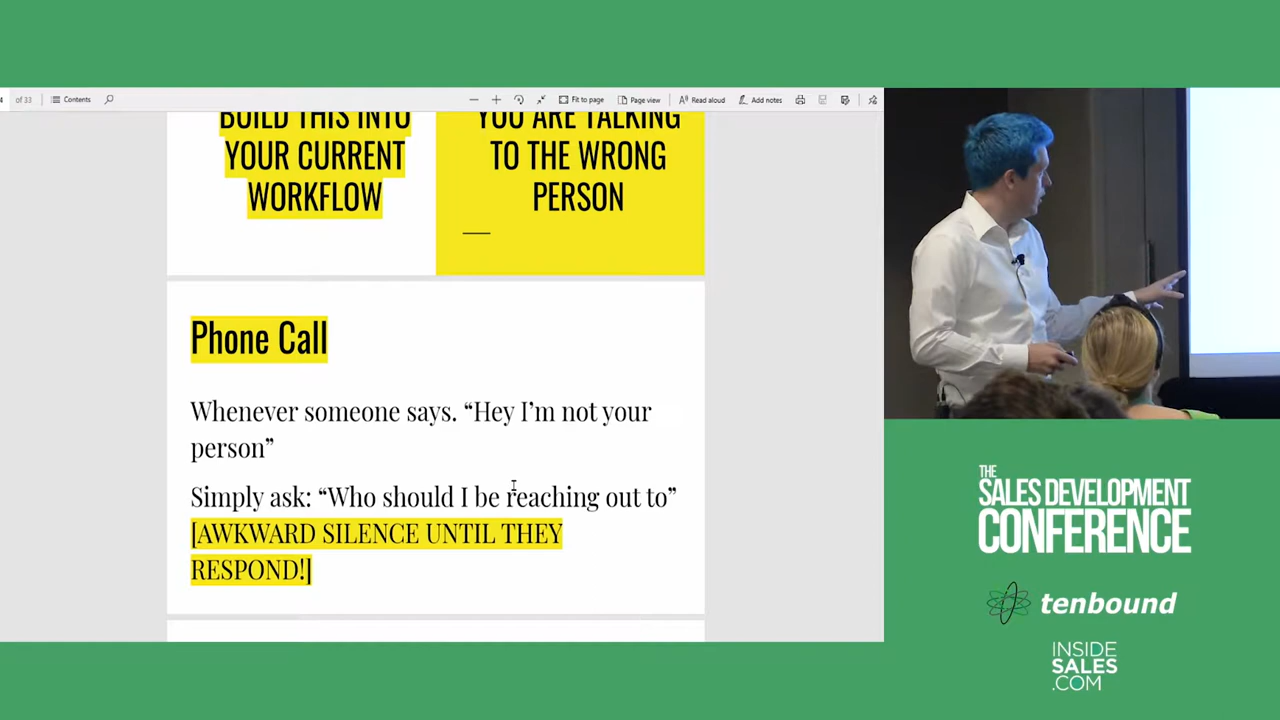 4 of 33 Contents Fit to page Page view Read aloud Add notes
BUILD THIS INTO
YOUR CURRENT
WORKFLOW
YOU ARE TALKING
TO THE WRONG
PERSON
Phone Call
Whenever someone says. “Hey I’m not your
person”
Simply ask: “Who should I be reaching out to”
[AWKWARD SILENCE UNTIL THEY
RESPOND!]
THE
SALES DEVELOPMENT
CONFERENCE
tenbound
INSIDE
SALES
.COM